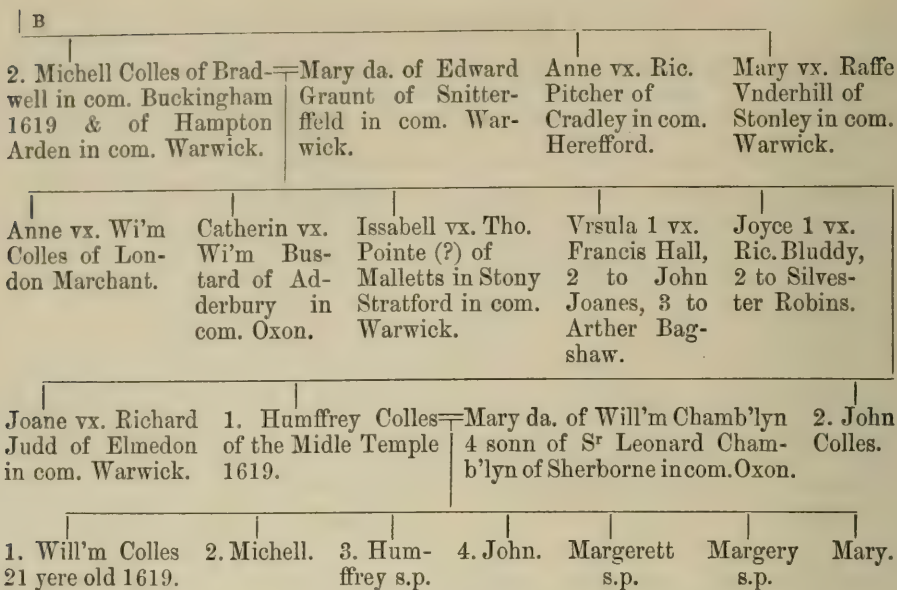 B
2. Michell Colles of Brad-
well in com. Buckingham
1619 & of Hampton
Arden in com. Warwick.
Mary da. of Edward
Graunt of Snitter-
ffeld in com. War-
wick.
Anne vx. Ric.
Pitcher of
Cradley in com.
Herefford.
Mary vx. Raffe
Vnderhill of
Stonley in com.
Warwick.
Anne vx. Wi'm
Colles of Lon-
don Marchant.
Catherin vx.
Wi'm Bus-
tard of Ad-
derbury in
com. Oxon.
Issabell vx. Tho.
Pointe (?) of
Malletts in Stony
Stratford in com.
Warwick.
Vrsula 1 vx.
Francis Hall,
2 to John
Joanes, 3 to
Arther Bag-
shaw.
Joyce 1 vx.
Ric. Bluddy,
2 to Silves-
ter Robins.
Joane vx. Richard
Judd of Elmedon
in com. Warwick.
1. Humffrey Colles
of the Midle Temple
1619.
Mary da. of Will'm Chamb'lyn
4 sonn of Sr Leonard Cham-
b'lyn of Sherborne in com. Oxon.
2. John
Colles.
1. Will'm Colles
21 yere old 1619.
2. Michell.
3. Hum-
ffrey s.p.
4. John.
Margerett
s.p.
Margery
s.p.
Mary.